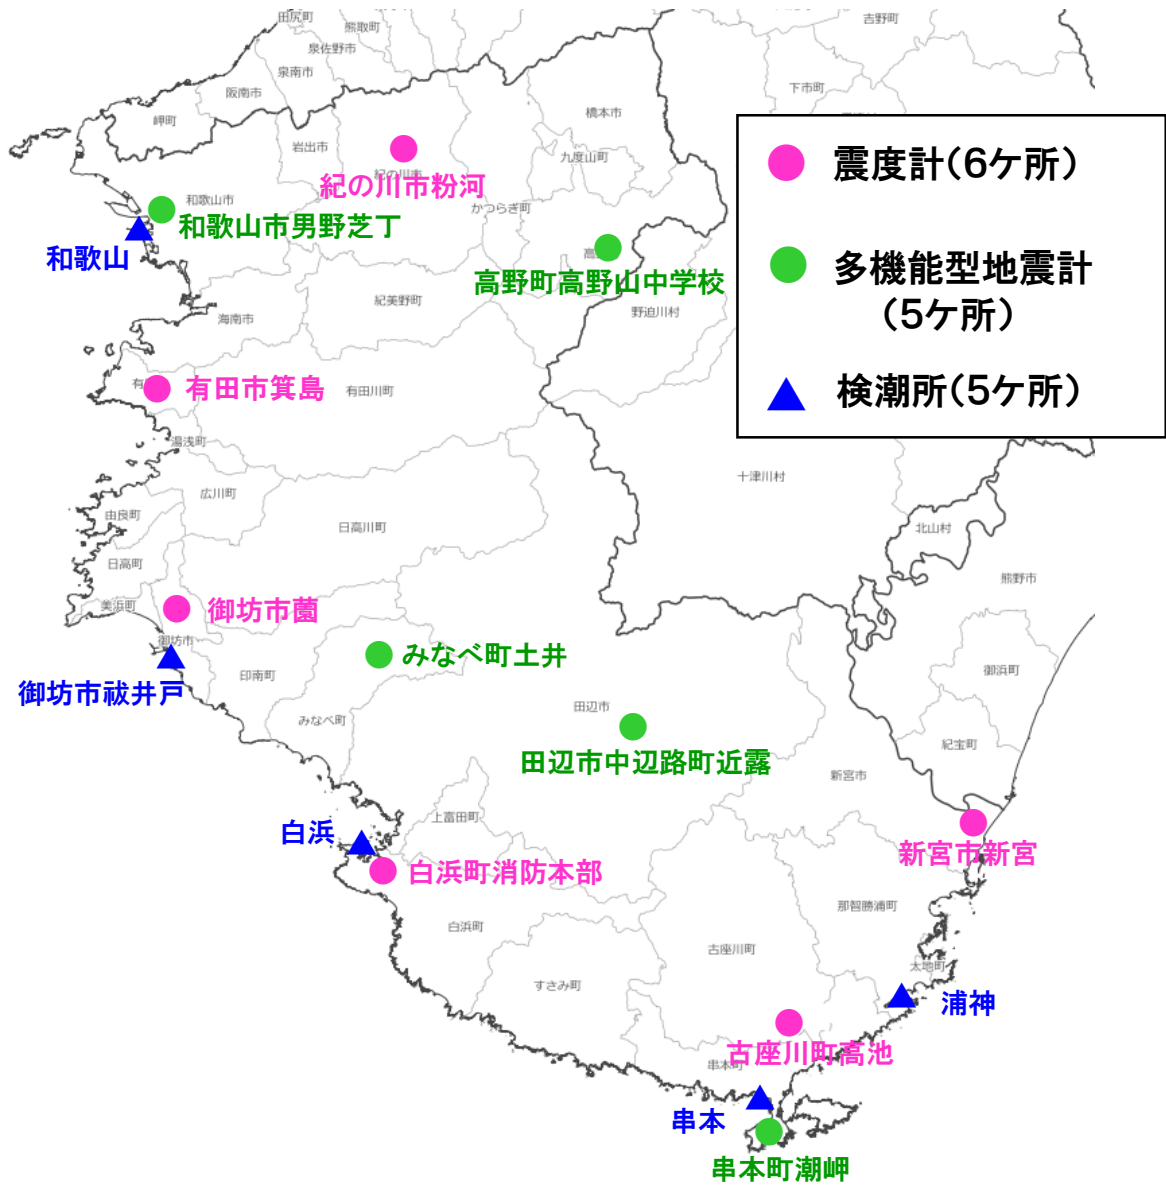 田尻町
熊取町
吉野町
泉佐野市
泉南市
下市町
阪南市
岬町
橋本市
岩出市
九度山町
震度計(6ケ所)
紀の川市粉河
和歌山市
かつらぎ町
和歌山市男野芝丁
和歌山
多機能型地震計
(5ケ所)
高野町高野山中学校
紀美野町
野迫川村
海南市
検潮所(5ケ所)
有田市箕島
有田川町
湯浅町
十津川村
広川町
由良町
日高川町
北山村
日高町
熊野市
美浜町
御坊市薗
御坊市
みなべ町土井
御坊市祓井戸
印南町
御浜町
みなべ町
田辺市
紀宝町
田辺市中辺路町近露
新宮市
上富田町
白浜
新宮市新宮
白浜町消防本部
那智勝浦町
白浜町
古座川町
太地町
すさみ町
浦神
古座川町高池
串本町
串本
串本町潮岬